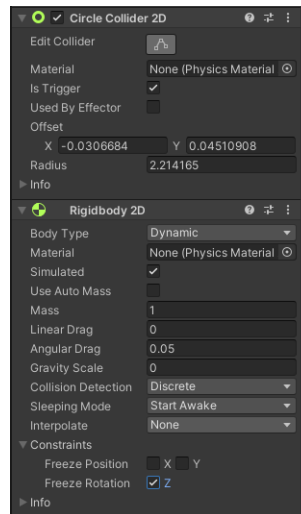 Circle Collider 2D
Edit Collider
Material None (Physics Material
Is Trigger
Used By Effector
Offset
X -0.0306684 Y 0.04510908
Radius 2.214165
Info
Rigidbody 2D
Body Type Dynamic
Material None (Physics Material
Simulated
Use Auto Mass
Mass 1
Linear Drag 0
Angular Drag 0.05
Gravity Scale 0
Collision Detection Discrete
Sleeping Mode Start Awake
Interpolate None
Constraints
Freeze Position X Y
Freeze Rotation Z
Info